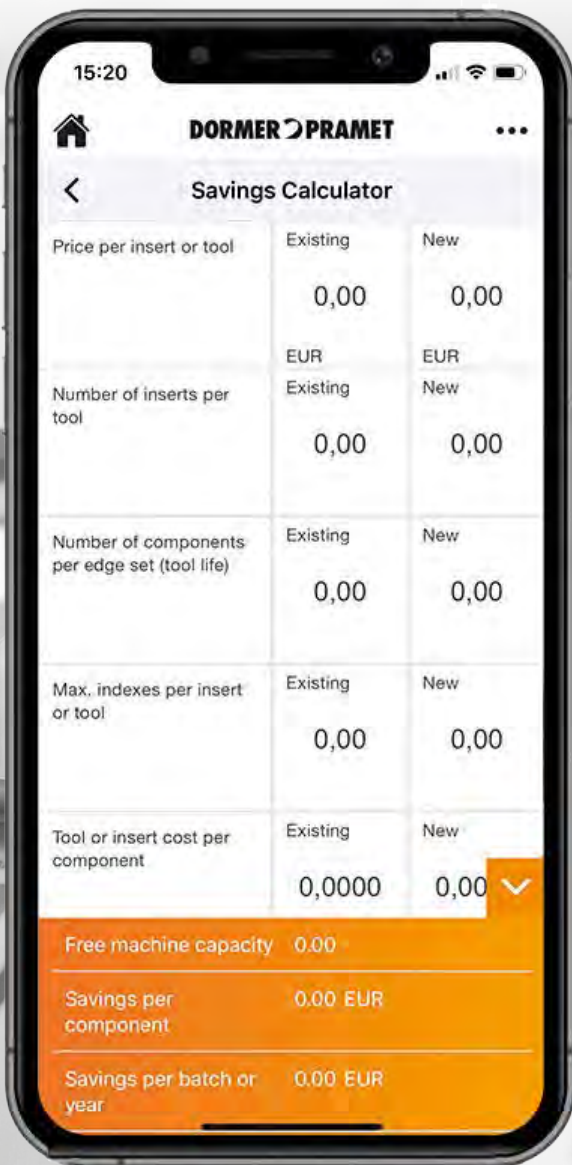 15:20
DORMER PRAMET
Savings Calculator
Price per insert or tool
Existing
New
0,00
0,00
EUR
EUR
Number of inserts per
tool
Existing
New
0,00
0,00
Number of components
per edge set (tool life)
Existing
New
0,00
0,00
Max. indexes per insert
or tool
Existing
New
0,00
0,00
Tool or insert cost per
component
Existing
New
0,0000
0,00
Free machine capacity 0.00
Savings per
component
0.00 EUR
Savings per batch or
year
0.00 EUR